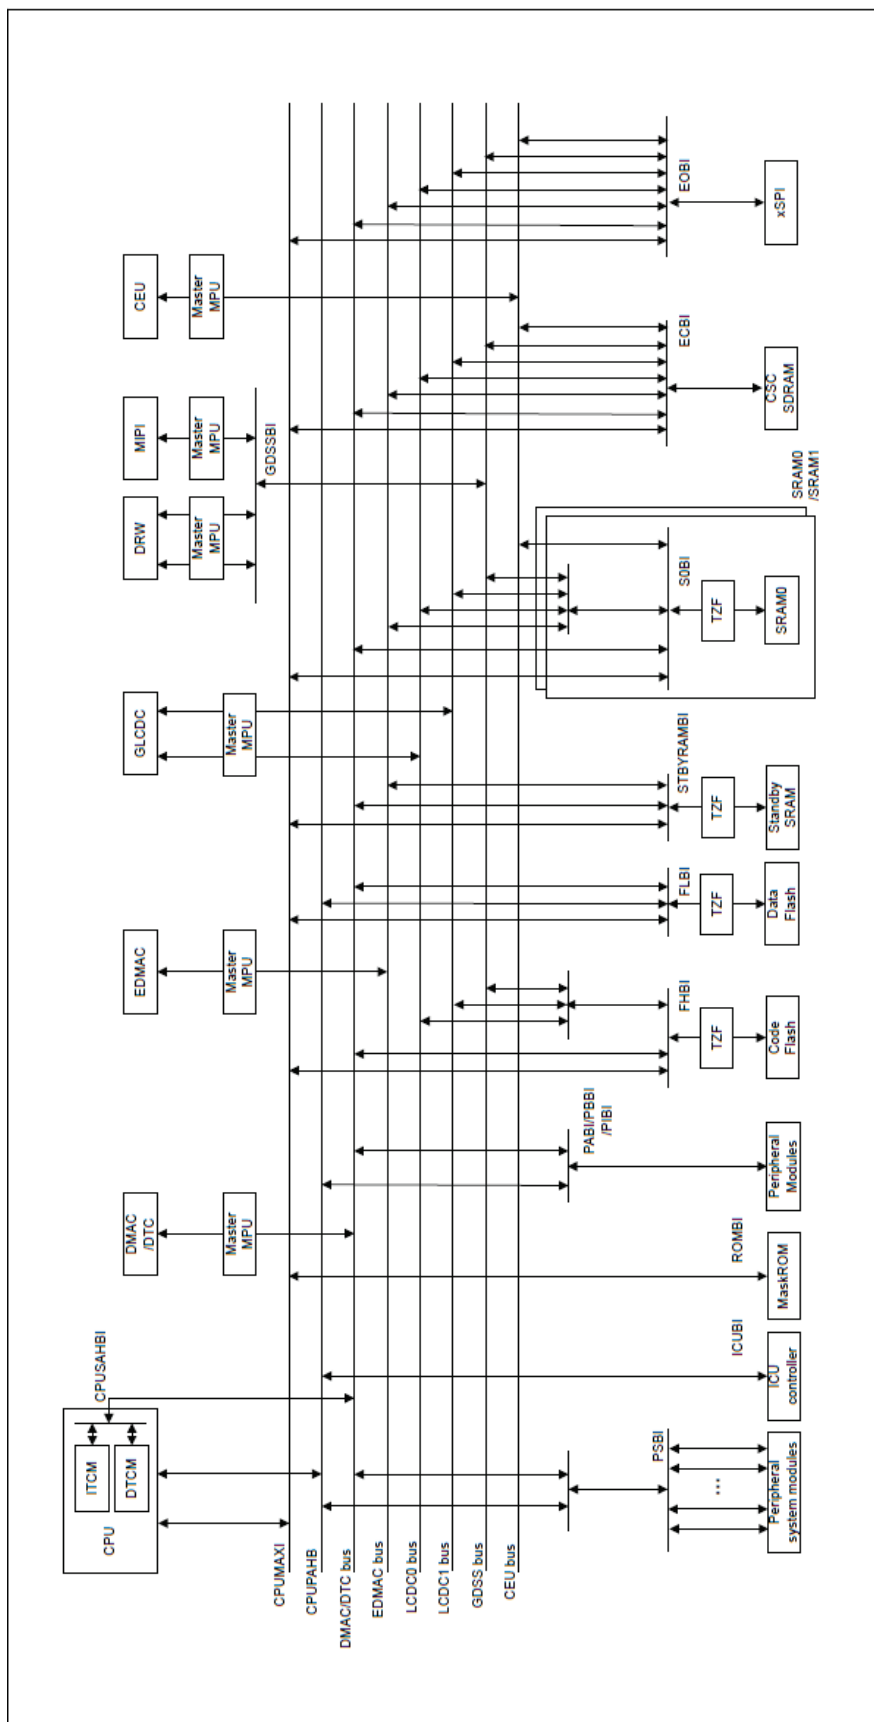 CPU
ITCM
DTCM
CPUSAHBI
DMAC
/DTC
EDMAC
GLCDC
DRW
MIPI
CEU
Master
MPU
Master
MPU
Master
MPU
Master
MPU
Master
MPU
Master
MPU
GDSSBI
CPUMAXI
CPUPAHB
DMAC/DTC bus
EDMAC bus
LCDC0 bus
LCDC1 bus
GDSS bus
CEU bus
PSBI
ICUBI
ROMBI
PABI/PBBI
/PIBI
FHBI
FLBI
STBYRAMBI
S0BI
SRAM0
/SRAM1
ECBI
EOBI
...
TZF
TZF
TZF
TZF
Peripheral
system modules
ICU
controller
MaskROM
Peripheral
Modules
Code
Flash
Data
Flash
Standby
SRAM
SRAM0
CSC
SDRAM
xSPI